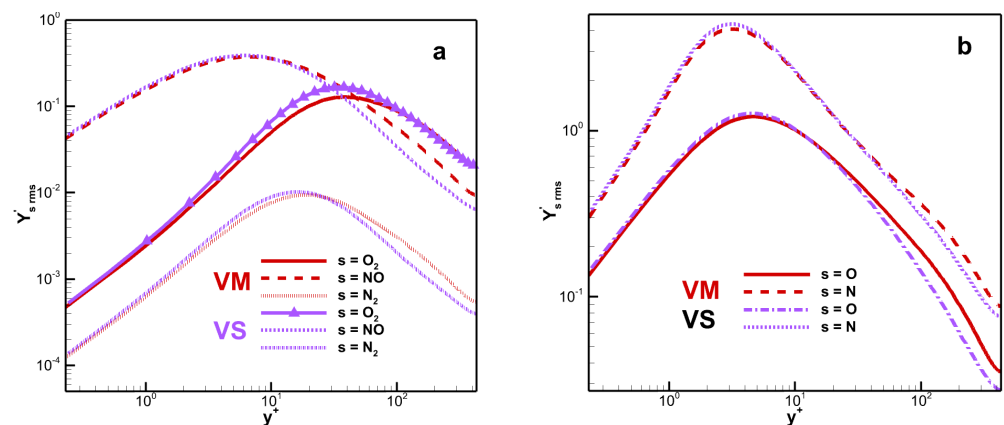 a
10⁰
10⁻¹
10⁻²
10⁻³
10⁻⁴
Y's rms
VM
s = O₂
s = NO
s = N₂
VS
s = O₂
s = NO
s = N₂
10⁰
10¹
10²
y⁺
b
10⁰
10⁻¹
Y's rms
VM
VS
s = O
s = N
s = O
s = N
10⁰
10¹
10²
y⁺